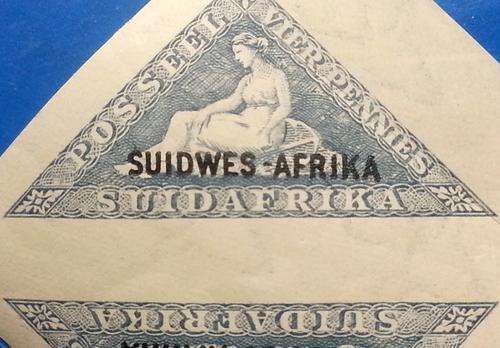 POSSEEL
VIER PENNIES
SUIDWES-AFRIKA
SUIDAFRIKA
SUIDAFRIKA